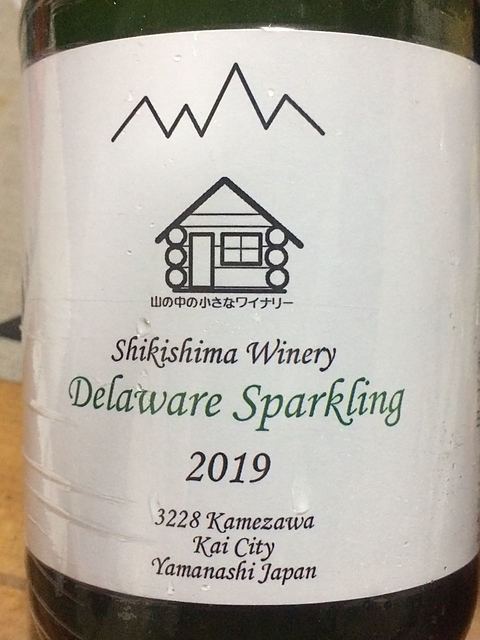 山の中の小さなワイナリー
Shikishima Winery
Delaware Sparkling
2019
3228 Kamezawa
Kai City
Yamanashi Japan